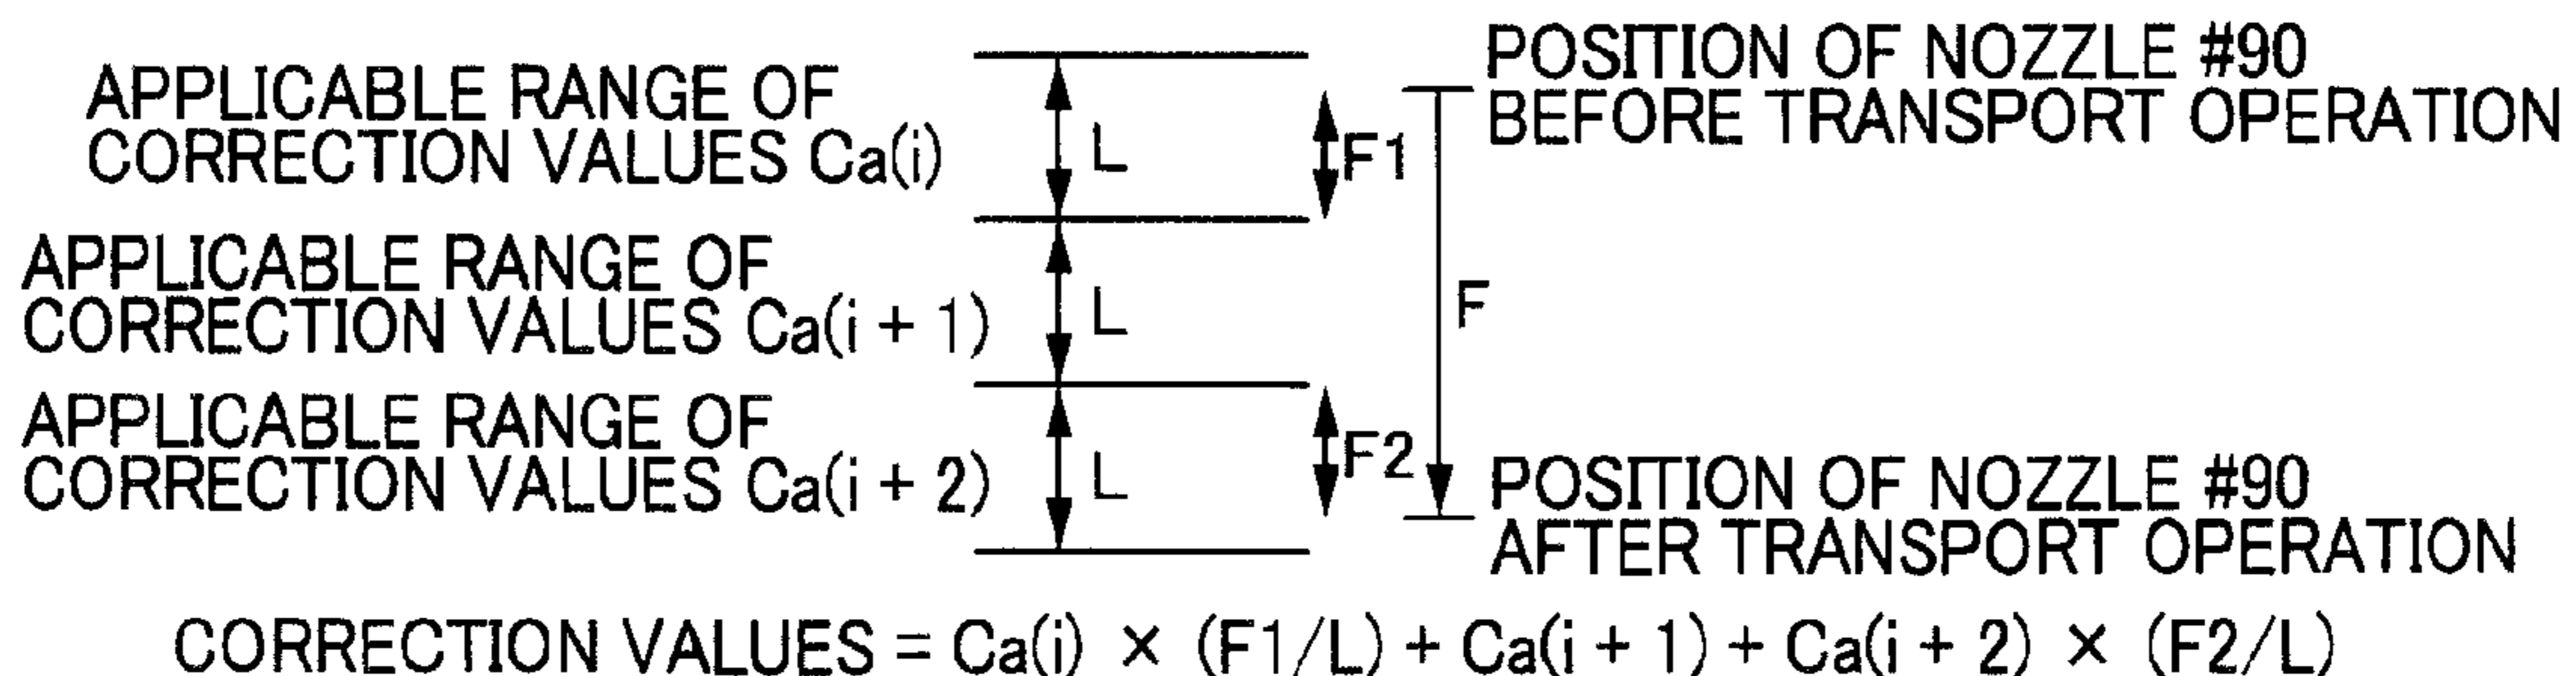 APPLICABLE RANGE OF
CORRECTION VALUES Ca(i)
L
F1
POSITION OF NOZZLE #90
BEFORE TRANSPORT OPERATION
APPLICABLE RANGE OF
CORRECTION VALUES Ca(i + 1)
L
F
APPLICABLE RANGE OF
CORRECTION VALUES Ca(i + 2)
L
F2
POSITION OF NOZZLE #90
AFTER TRANSPORT OPERATION
CORRECTION VALUES = Ca(i) × (F1/L) + Ca(i + 1) + Ca(i + 2) × (F2/L)